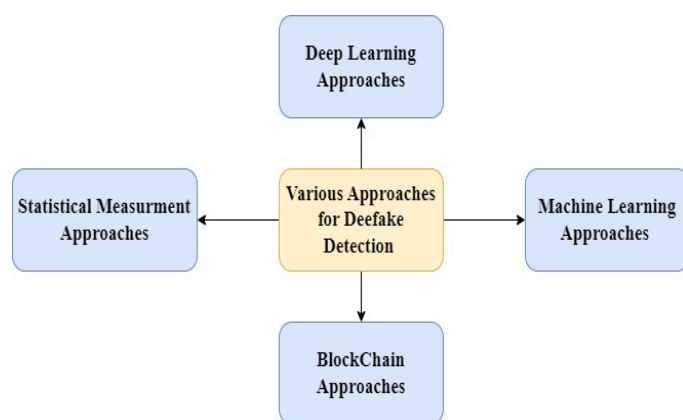 Deep Learning
Approaches
Statistical Measurment
Approaches
Various Approaches
for Deefake
Detection
Machine Learning
Approaches
BlockChain
Approaches